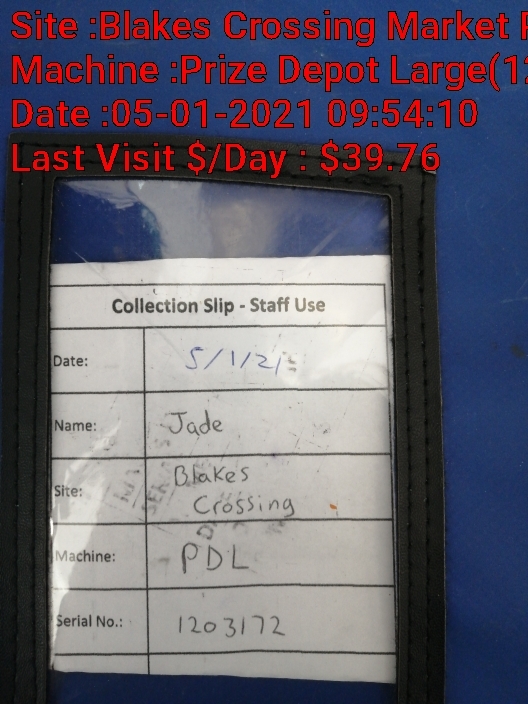 Site :Blakes Crossing Market
Machine :Prize Depot Large(12
Date :05-01-2021 09:54:10
Last Visit $/Day : $39.76
Collection Slip - Staff Use
Date: 5/1/21
Name: Jade
Site: Blakes
Crossing
Machine: PDL
Serial No.: 1203172